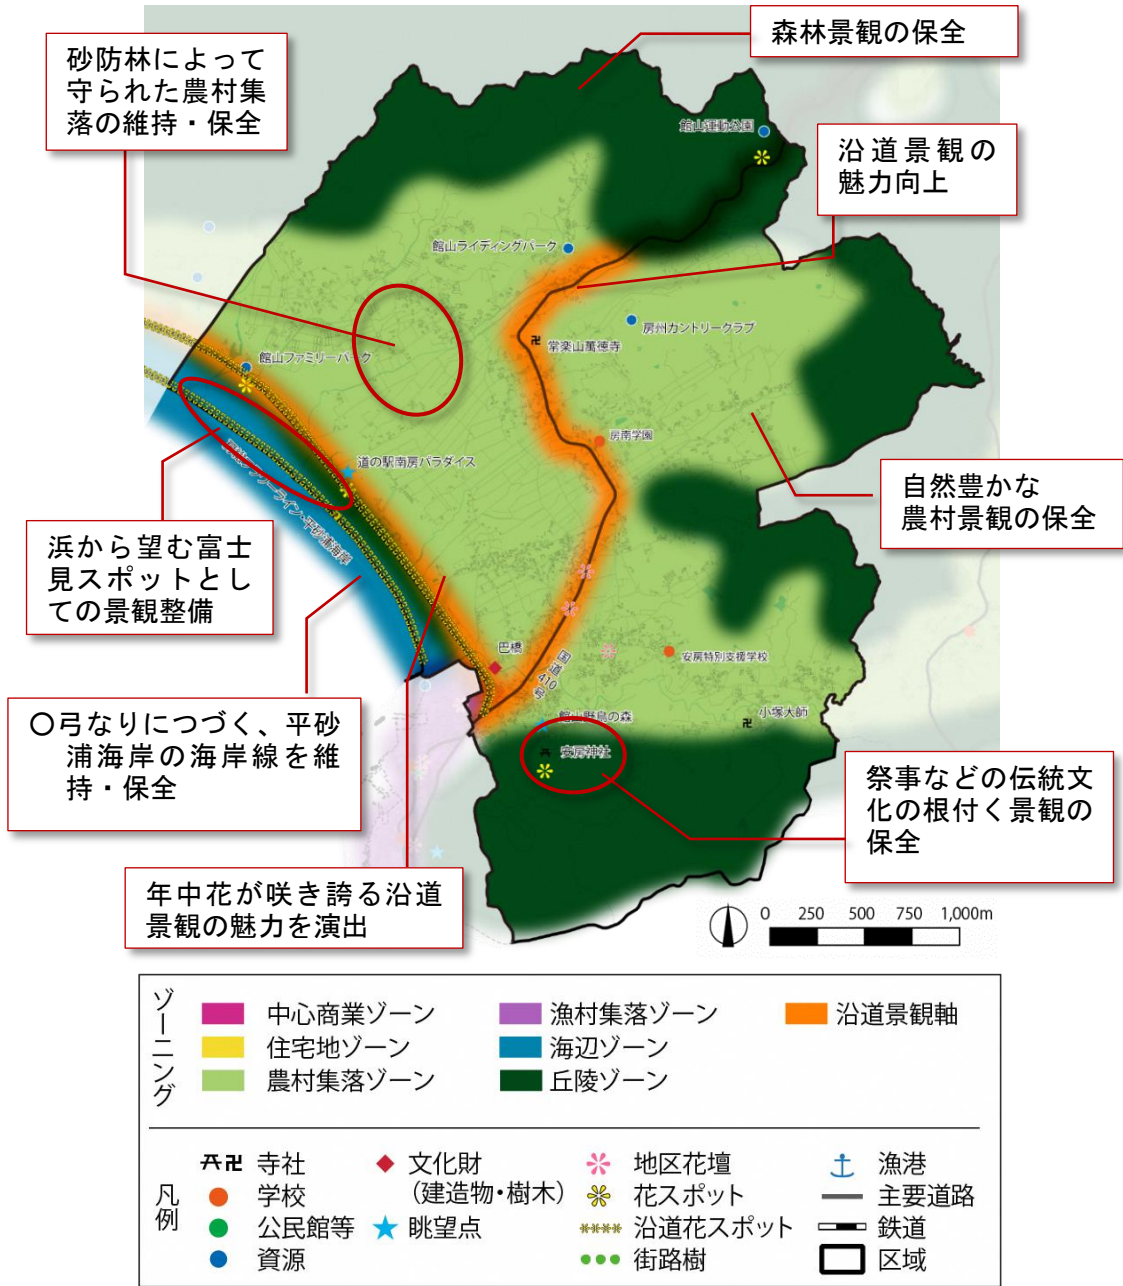 森林景観の保全
砂防林によって
守られた農村集
落の維持・保全
館山運動公園
沿道景観の
魅力向上
館山ライディングパーク
房州カントリークラブ
常楽山萬徳寺
館山ファミリーパーク
房南学園
道の駅南房パラダイス
自然豊かな
農村景観の保全
浜から望む富士
見スポットとし
ての景観整備
平砂浦海岸
巴橋
国道410号
安房特別支援学校
館山野鳥の森
小塚大師
安房神社
〇弓なりにつづく、平砂
浦海岸の海岸線を維
持・保全
祭事などの伝統文
化の根付く景観の
保全
年中花が咲き誇る沿道
景観の魅力を演出
0 250 500 750 1,000m
ゾーニング
中心商業ゾーン
漁村集落ゾーン
沿道景観軸
住宅地ゾーン
海辺ゾーン
農村集落ゾーン
丘陵ゾーン
凡例
寺社
文化財
(建造物・樹木)
地区花壇
漁港
学校
花スポット
主要道路
公民館等
眺望点
沿道花スポット
鉄道
資源
街路樹
区域